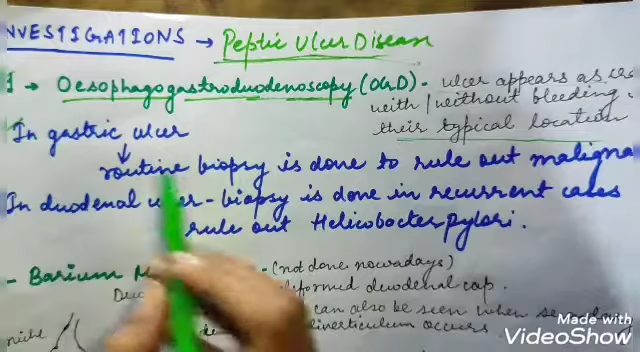 INVESTIGATIONS → Peptic Ulcer Disease
→ Oesophagogastroduodenoscopy (OGD) - ulcer appears as
with/without bleeding
their typical location
In gastric ulcer
↓
routine biopsy is done to rule out maligna
In duodenal ulcer - biopsy is done in recurrent cases
rule out Helicobacter pylori.
- Barium - (not done nowadays)
deformed duodenal cap.
can also be seen when
diverticulum occurs
niche
Made with
VideoShow